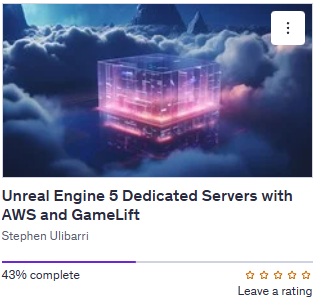 Unreal Engine 5 Dedicated Servers with
AWS and GameLift
Stephen Ulibarri
43% complete
Leave a rating